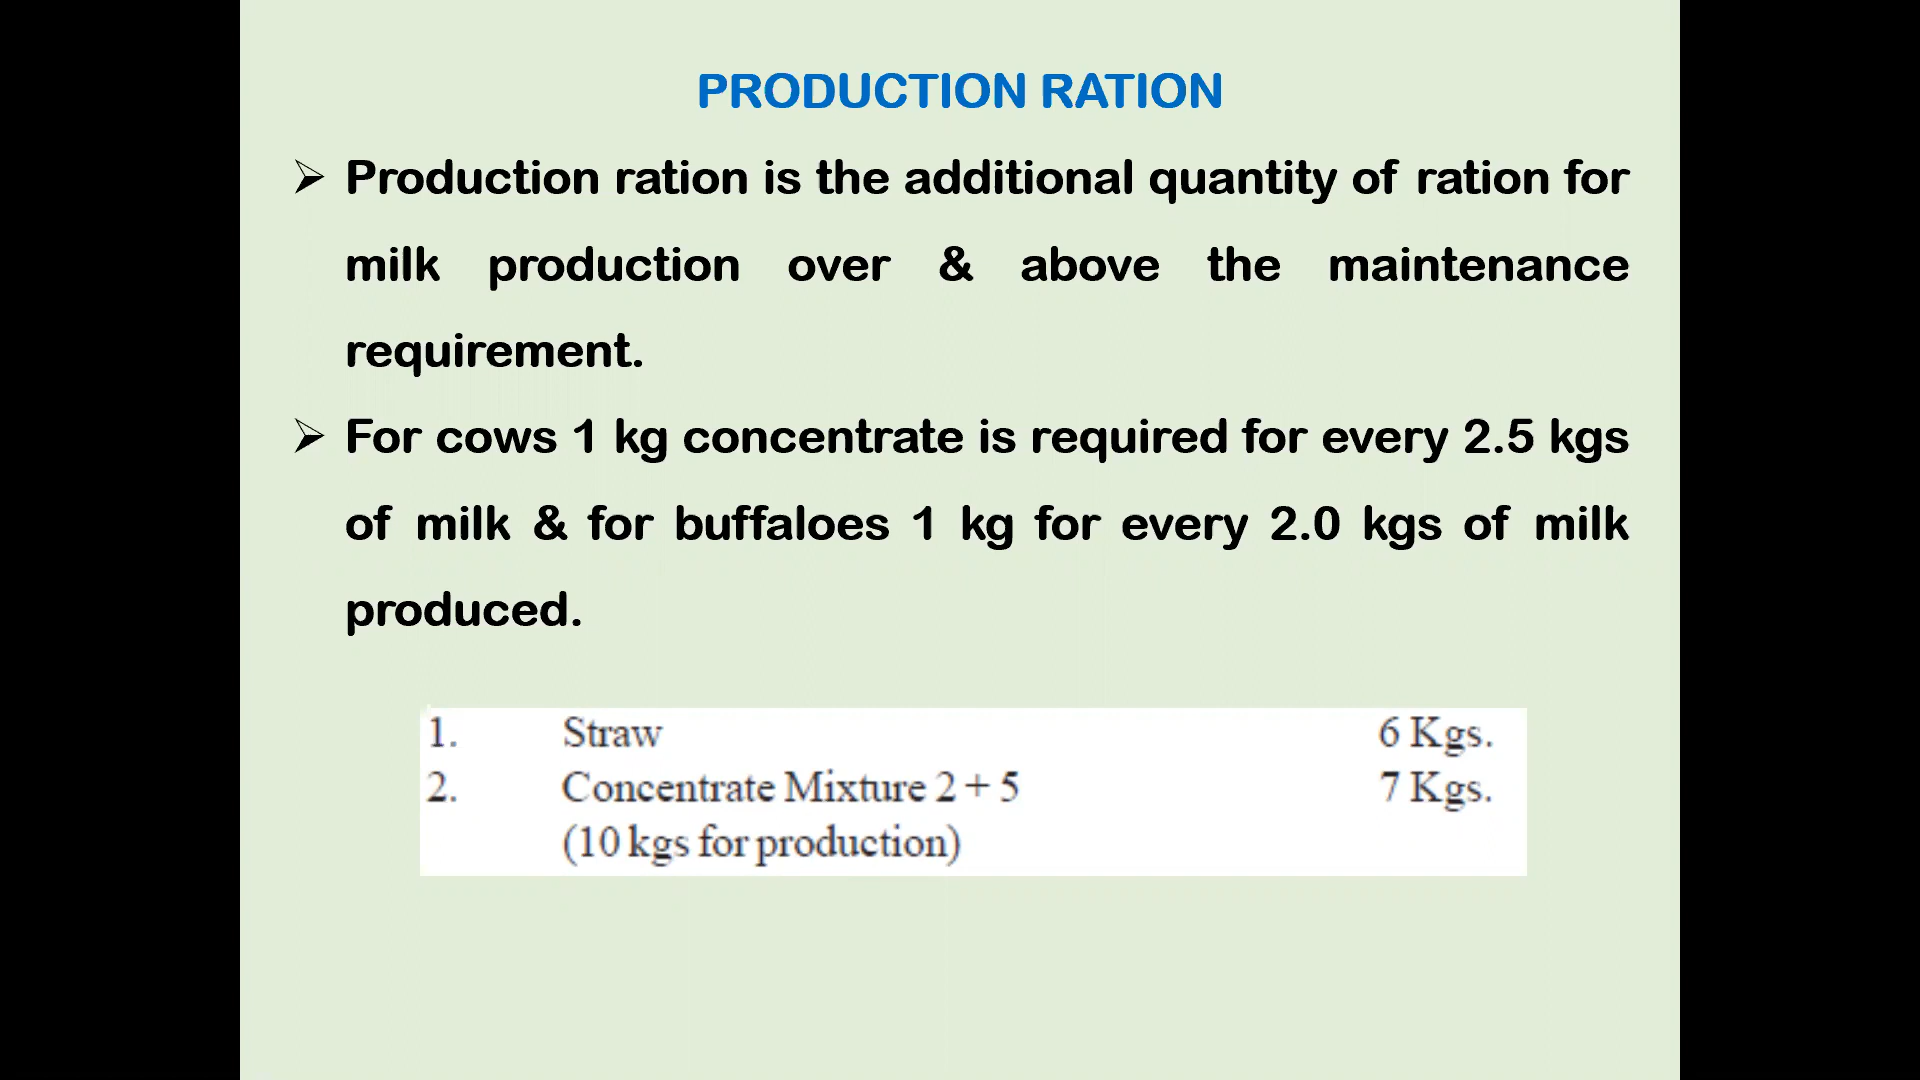 PRODUCTION RATION
➢ Production ration is the additional quantity of ration for
milk production over & above the maintenance
requirement.
➢ For cows 1 kg concentrate is required for every 2.5 kgs
of milk & for buffaloes 1 kg for every 2.0 kgs of milk
produced.
1. Straw 6 Kgs.
2. Concentrate Mixture 2 + 5 7 Kgs.
(10 kgs for production)